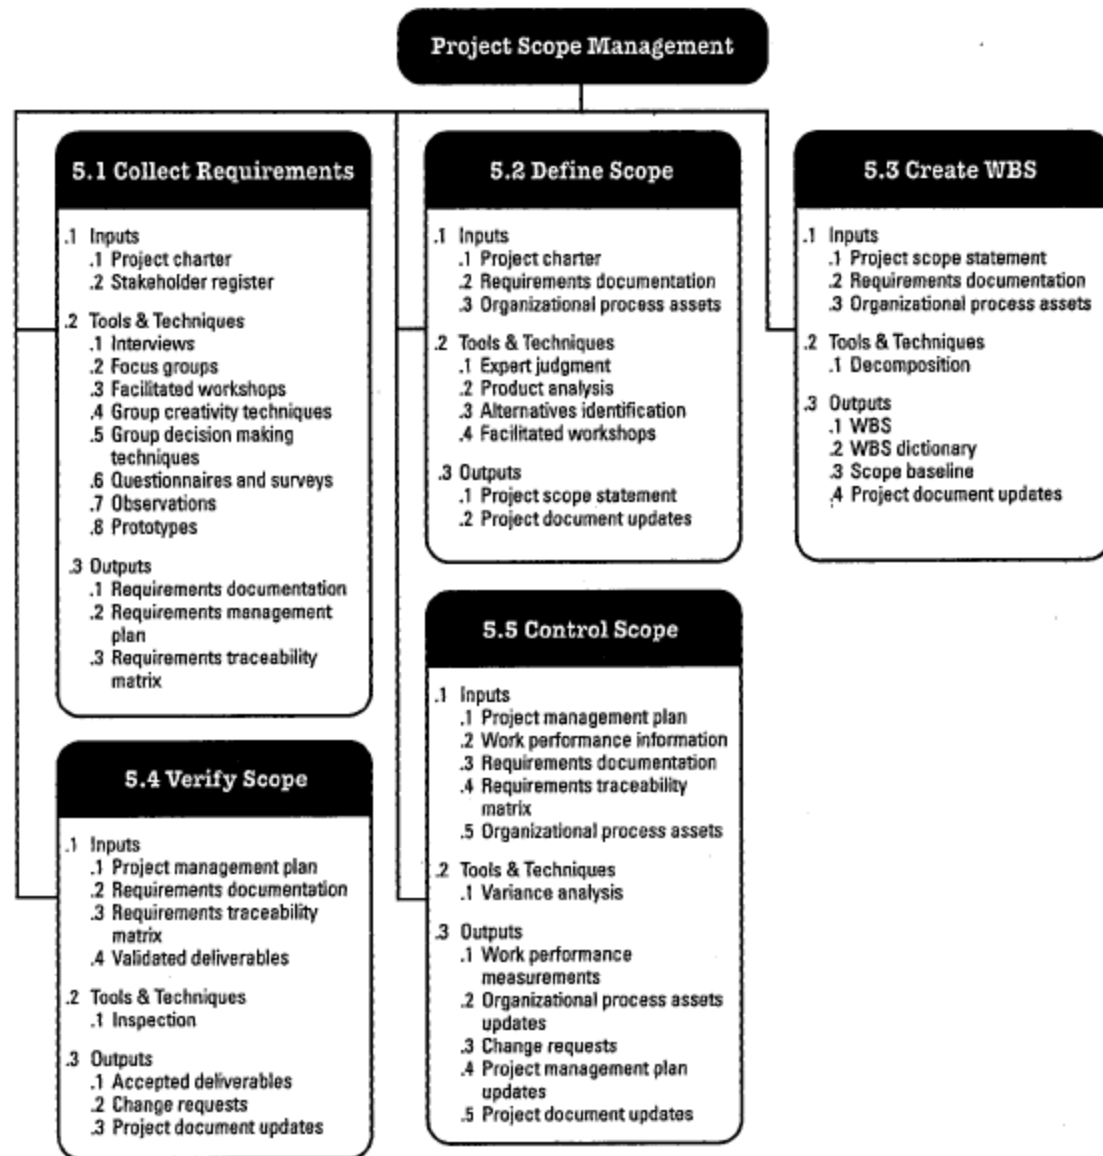 Project Scope Management
5.1 Collect Requirements
.1 Inputs
.1 Project charter
.2 Stakeholder register
.2 Tools & Techniques
.1 Interviews
.2 Focus groups
.3 Facilitated workshops
.4 Group creativity techniques
.5 Group decision making
techniques
.6 Questionnaires and surveys
.7 Observations
.8 Prototypes
.3 Outputs
.1 Requirements documentation
.2 Requirements management
plan
.3 Requirements traceability
matrix
5.2 Define Scope
.1 Inputs
.1 Project charter
.2 Requirements documentation
.3 Organizational process assets
.2 Tools & Techniques
.1 Expert judgment
.2 Product analysis
.3 Alternatives identification
.4 Facilitated workshops
.3 Outputs
.1 Project scope statement
.2 Project document updates
5.3 Create WBS
.1 Inputs
.1 Project scope statement
.2 Requirements documentation
.3 Organizational process assets
.2 Tools & Techniques
.1 Decomposition
.3 Outputs
.1 WBS
.2 WBS dictionary
.3 Scope baseline
.4 Project document updates
5.4 Verify Scope
.1 Inputs
.1 Project management plan
.2 Requirements documentation
.3 Requirements traceability
matrix
.4 Validated deliverables
.2 Tools & Techniques
.1 Inspection
.3 Outputs
.1 Accepted deliverables
.2 Change requests
.3 Project document updates
5.5 Control Scope
.1 Inputs
.1 Project management plan
.2 Work performance information
.3 Requirements documentation
.4 Requirements traceability
matrix
.5 Organizational process assets
.2 Tools & Techniques
.1 Variance analysis
.3 Outputs
.1 Work performance
measurements
.2 Organizational process assets
updates
.3 Change requests
.4 Project management plan
updates
.5 Project document updates